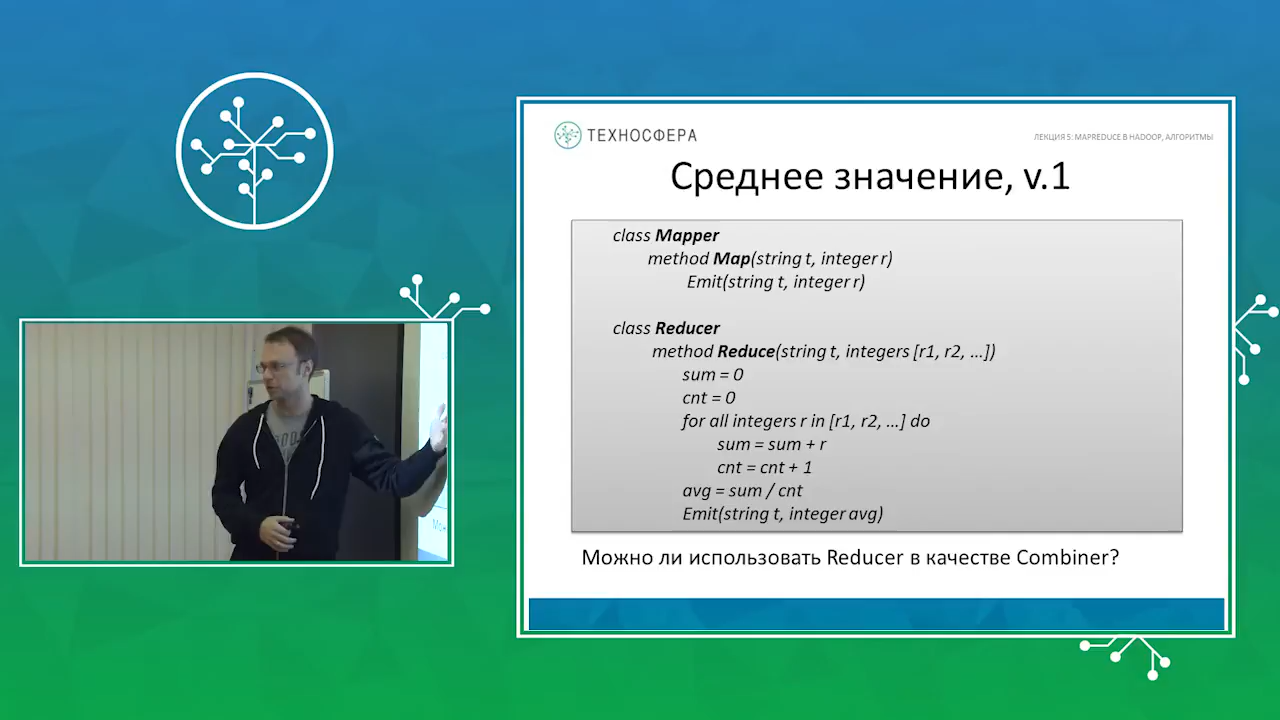 ТЕХНОСФЕРА
ЛЕКЦИЯ 5: MAPREDUCE В HADOOP, АЛГОРИТМЫ
Среднее значение, v.1
class Mapper
method Map(string t, integer r)
Emit(string t, integer r)
class Reducer
method Reduce(string t, integers [r1, r2, ...])
sum = 0
cnt = 0
for all integers r in [r1, r2, ...] do
sum = sum + r
cnt = cnt + 1
avg = sum / cnt
Emit(string t, integer avg)
Можно ли использовать Reducer в качестве Combiner?